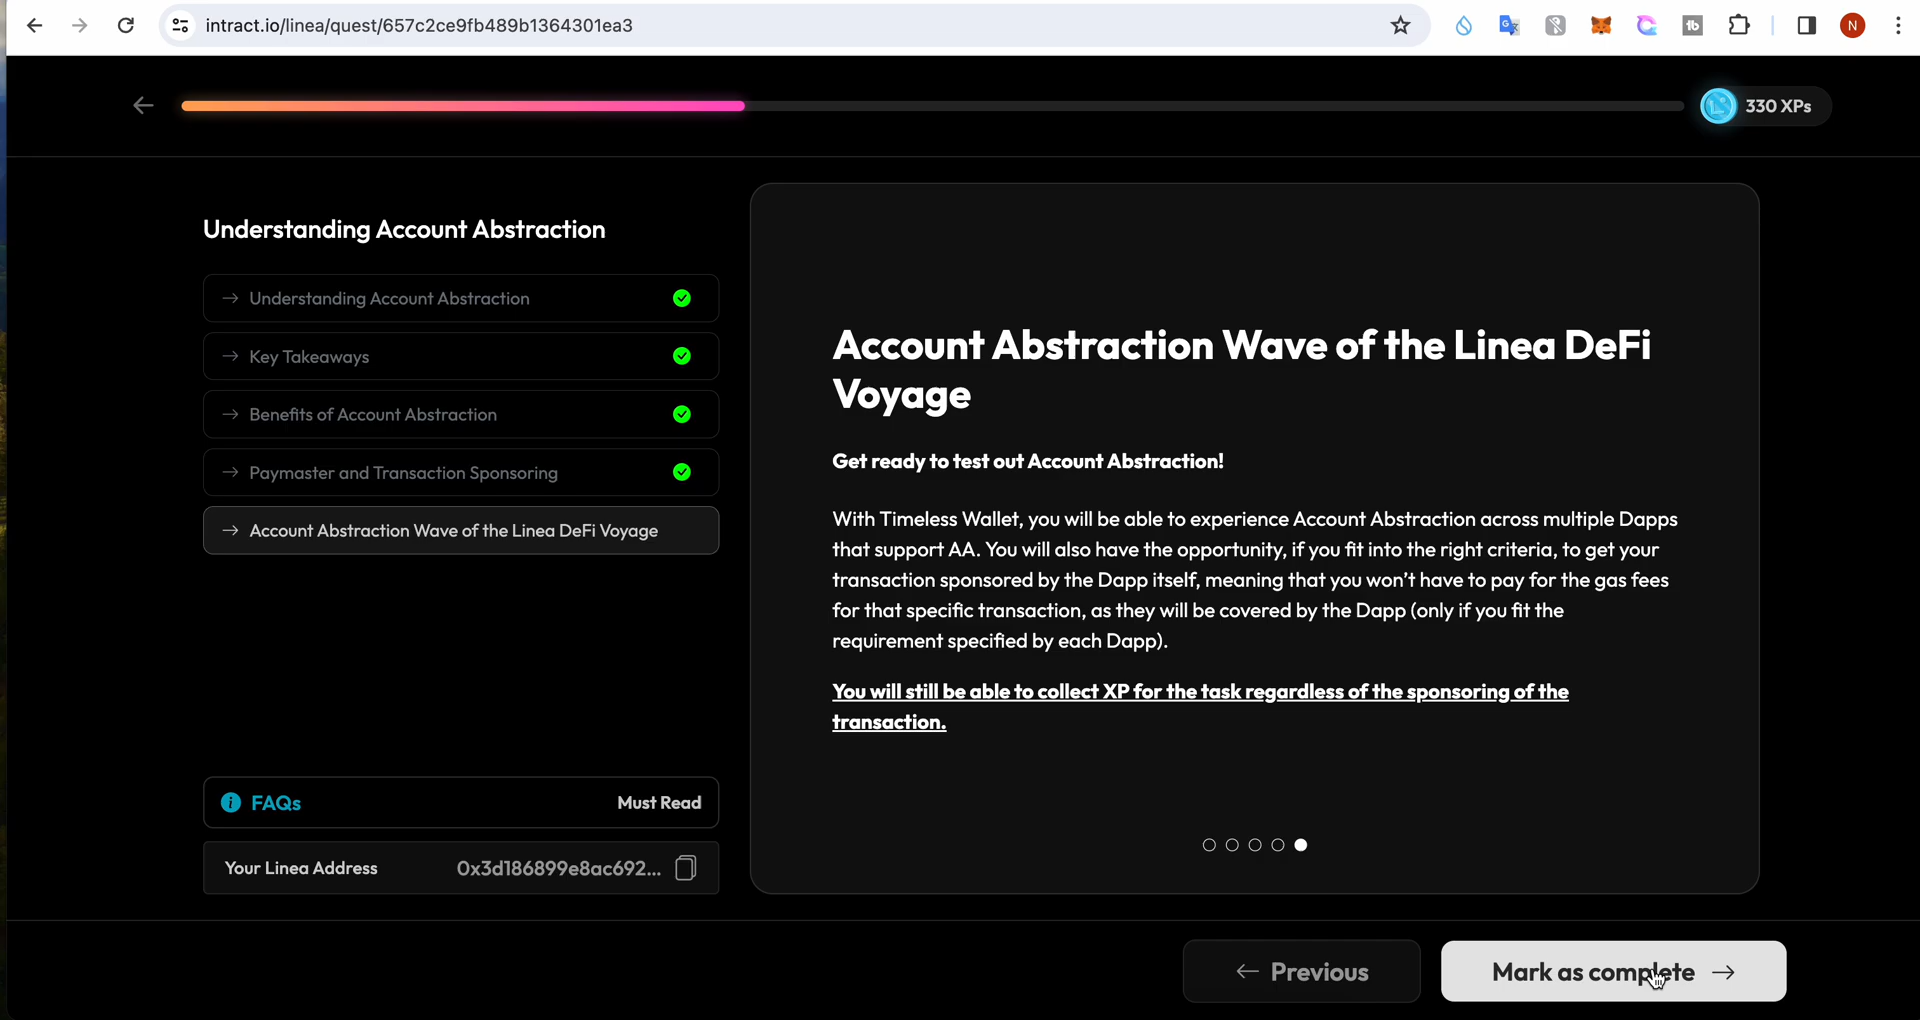 intract.io/linea/quest/657c2ce9fb489b1364301ea3
N
330 XPs
Understanding Account Abstraction
Understanding Account Abstraction
Key Takeaways
Benefits of Account Abstraction
Paymaster and Transaction Sponsoring
Account Abstraction Wave of the Linea DeFi Voyage
FAQs
Must Read
Your Linea Address
0x3d186899e8ac692...
Account Abstraction Wave of the Linea DeFi
Voyage
Get ready to test out Account Abstraction!
With Timeless Wallet, you will be able to experience Account Abstraction across multiple Dapps
that support AA. You will also have the opportunity, if you fit into the right criteria, to get your
transaction sponsored by the Dapp itself, meaning that you won't have to pay for the gas fees
for that specific transaction, as they will be covered by the Dapp (only if you fit the
requirement specified by each Dapp).
You will still be able to collect XP for the task regardless of the sponsoring of the
transaction.
← Previous
Mark as complete →